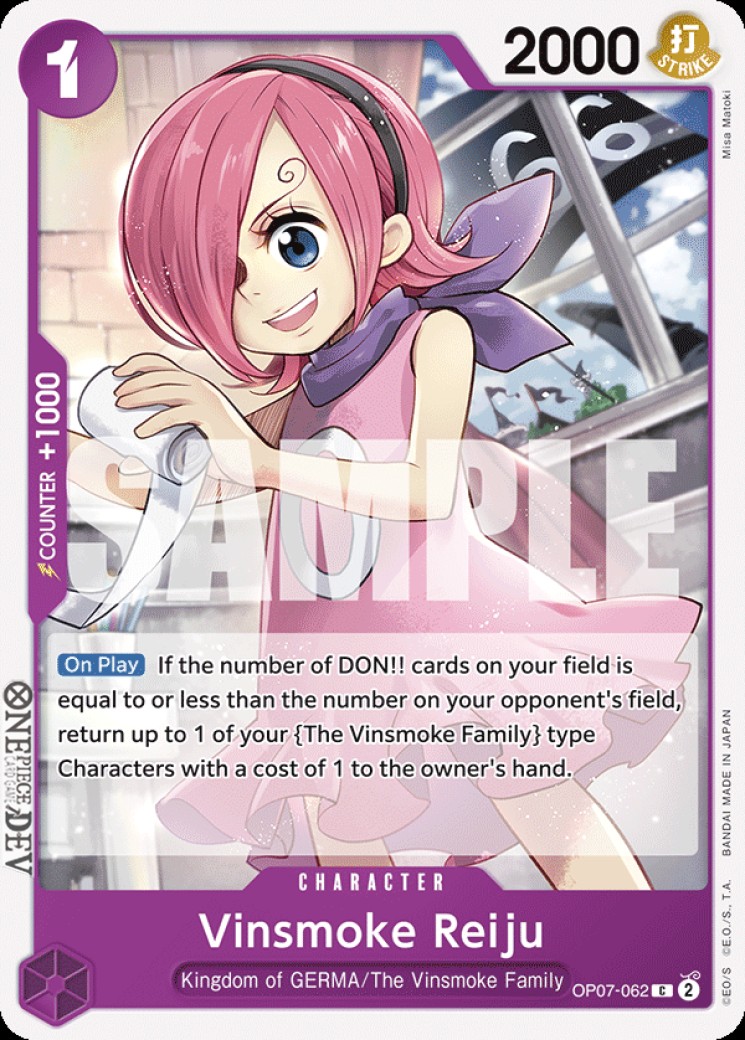 1
2000
打
STRIKE
Misa Matoki
66
COUNTER +1000
0
SAMPLE
On Play If the number of DON!! cards on your field is
equal to or less than the number on your opponent's field,
return up to 1 of your {The Vinsmoke Family} type
Characters with a cost of 1 to the owner's hand.
ONE PIECE
CARD GAME
/DEV
BANDAI MADE IN JAPAN
©E.O./S., T.A.
©EO/S
CHARACTER
Vinsmoke Reiju
Kingdom of GERMA/The Vinsmoke Family
OP07-062 C 2